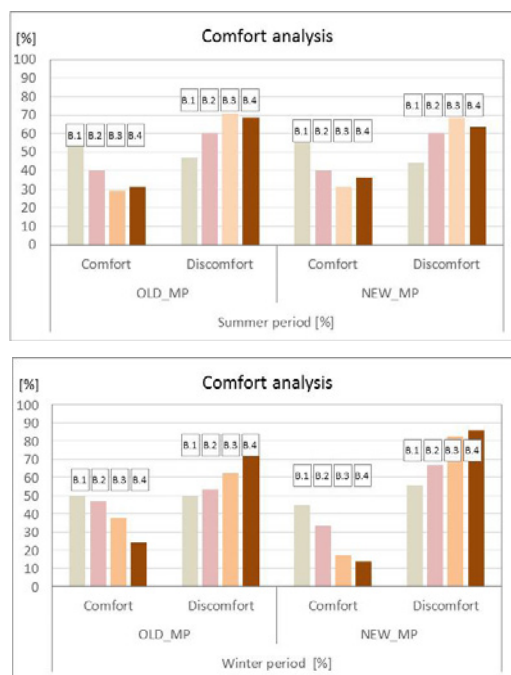 [%]
Comfort analysis
100
90
80
70
60
50
40
30
20
10
0
B.1 B.2 B.3 B.4
B.1 B.2 B.3 B.4
B.1 B.2 B.3 B.4
B.1 B.2 B.3 B.4
Comfort Discomfort Comfort Discomfort
OLD_MP NEW_MP
Summer period [%]
[%]
Comfort analysis
100
90
80
70
60
50
40
30
20
10
0
B.1 B.2 B.3 B.4
B.1 B.2 B.3 B.4
B.1 B.2 B.3 B.4
B.1 B.2 B.3 B.4
Comfort Discomfort Comfort Discomfort
OLD_MP NEW_MP
Winter period [%]